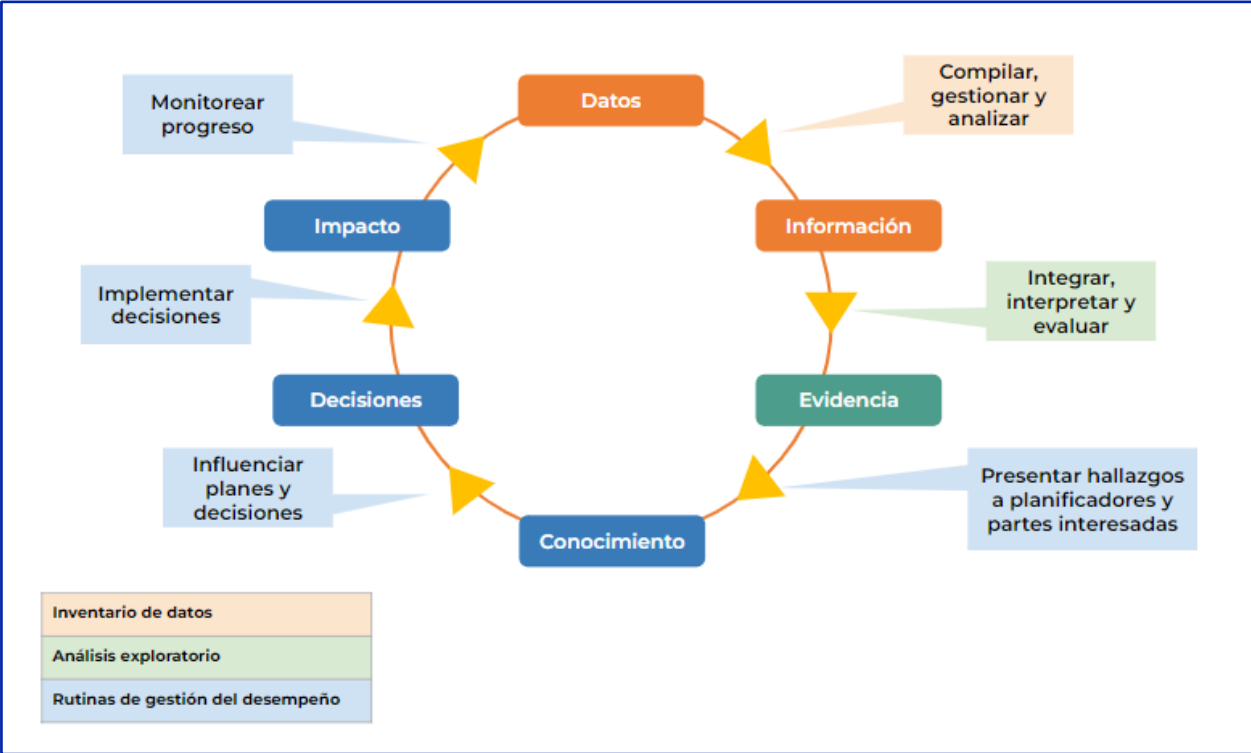 Datos
Compilar,
gestionar y
analizar
Monitorear
progreso
Impacto
Información
Implementar
decisiones
Integrar,
interpretar y
evaluar
Decisiones
Evidencia
Influenciar
planes y
decisiones
Presentar hallazgos
a planificadores y
partes interesadas
Conocimiento
Inventario de datos
Análisis exploratorio
Rutinas de gestión del desempeño